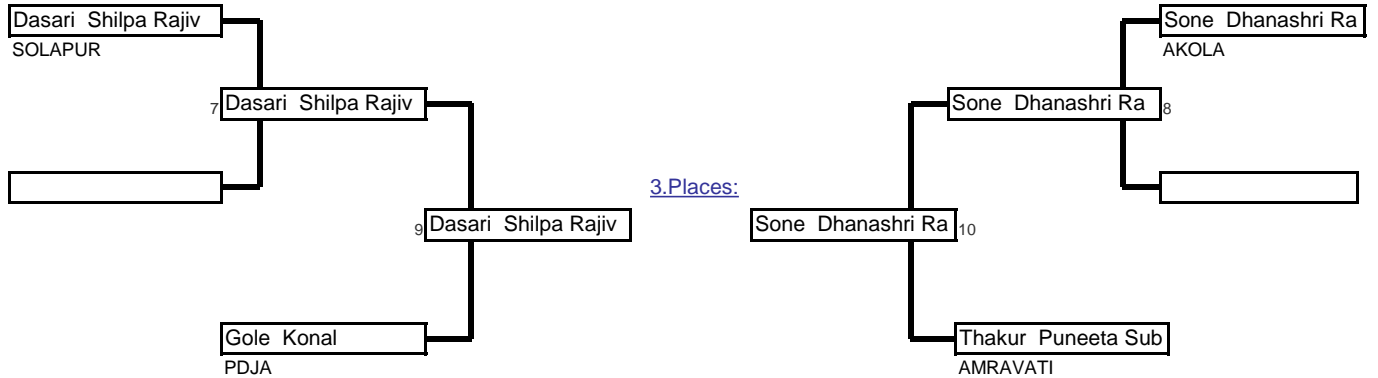 Dasari Shilpa Rajiv
SOLAPUR
Sone Dhanashri Ra
AKOLA
7 Dasari Shilpa Rajiv
Sone Dhanashri Ra 8
3.Places:
9 Dasari Shilpa Rajiv
Sone Dhanashri Ra 10
Gole Konal
PDJA
Thakur Puneeta Sub
AMRAVATI